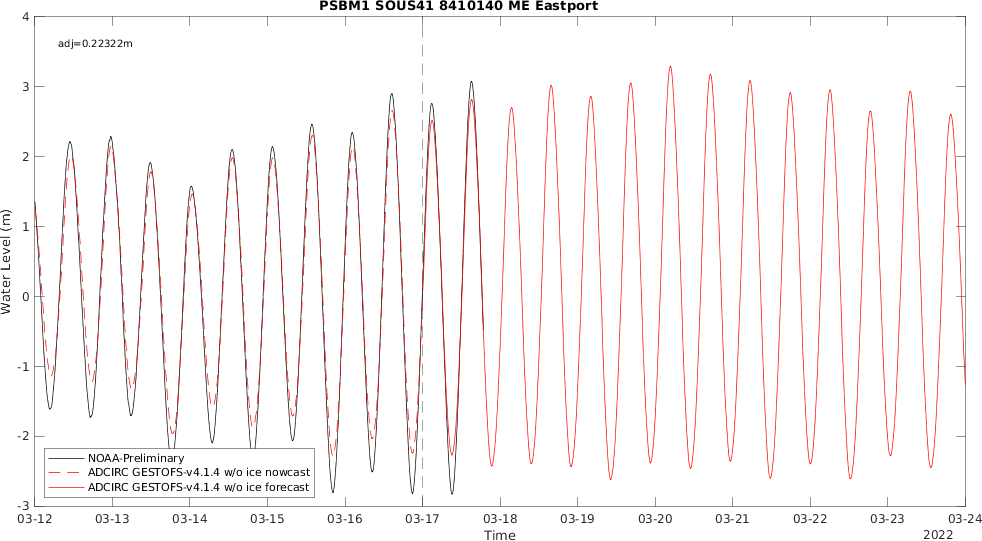 PSBM1 SOUS41 8410140 ME Eastport
adj=0.22322m
4
3
2
1
0
-1
-2
-3
Water Level (m)
NOAA-Preliminary
ADCIRC GESTOFS-v4.1.4 w/o ice nowcast
ADCIRC GESTOFS-v4.1.4 w/o ice forecast
03-12 03-13 03-14 03-15 03-16 03-17 03-18 03-19 03-20 03-21 03-22 03-23 03-24
Time
2022